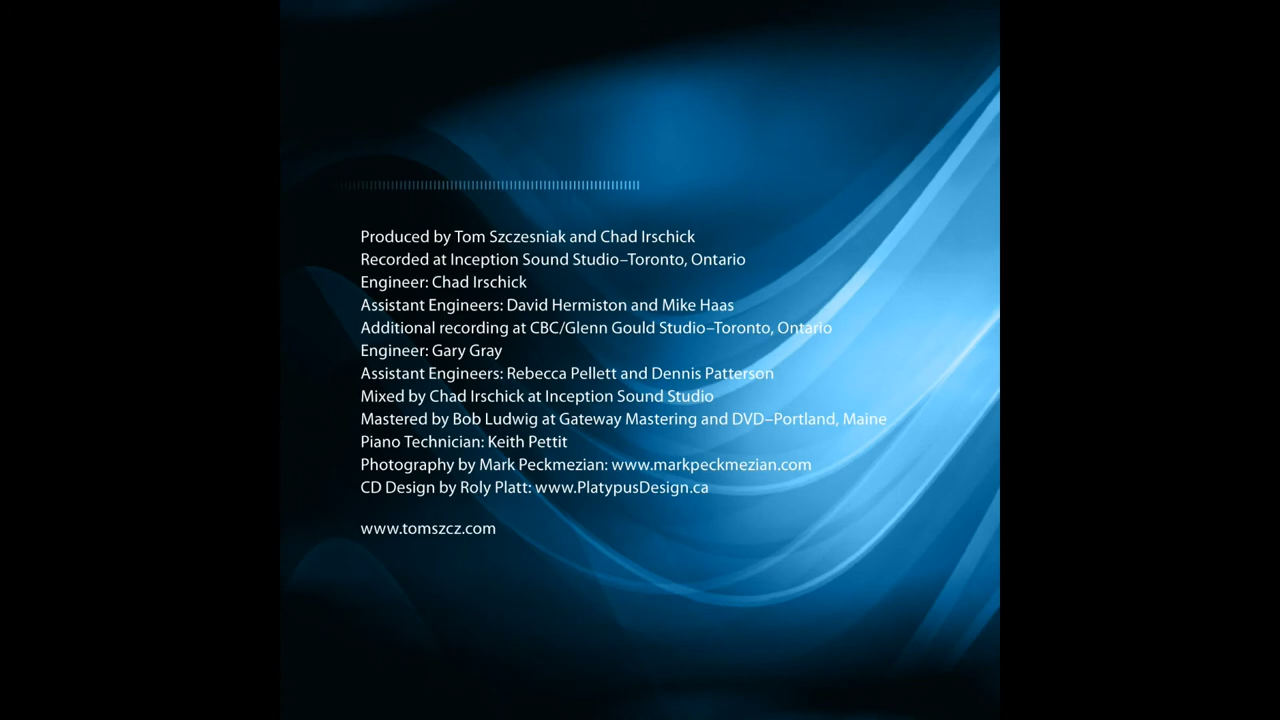 Produced by Tom Szczesniak and Chad Irschick
Recorded at Inception Sound Studio–Toronto, Ontario
Engineer: Chad Irschick
Assistant Engineers: David Hermiston and Mike Haas
Additional recording at CBC/Glenn Gould Studio–Toronto, Ontario
Engineer: Gary Gray
Assistant Engineers: Rebecca Pellett and Dennis Patterson
Mixed by Chad Irschick at Inception Sound Studio
Mastered by Bob Ludwig at Gateway Mastering and DVD–Portland, Maine
Piano Technician: Keith Pettit
Photography by Mark Peckmezian: www.markpeckmezian.com
CD Design by Roly Platt: www.PlatypusDesign.ca
www.tomszcz.com